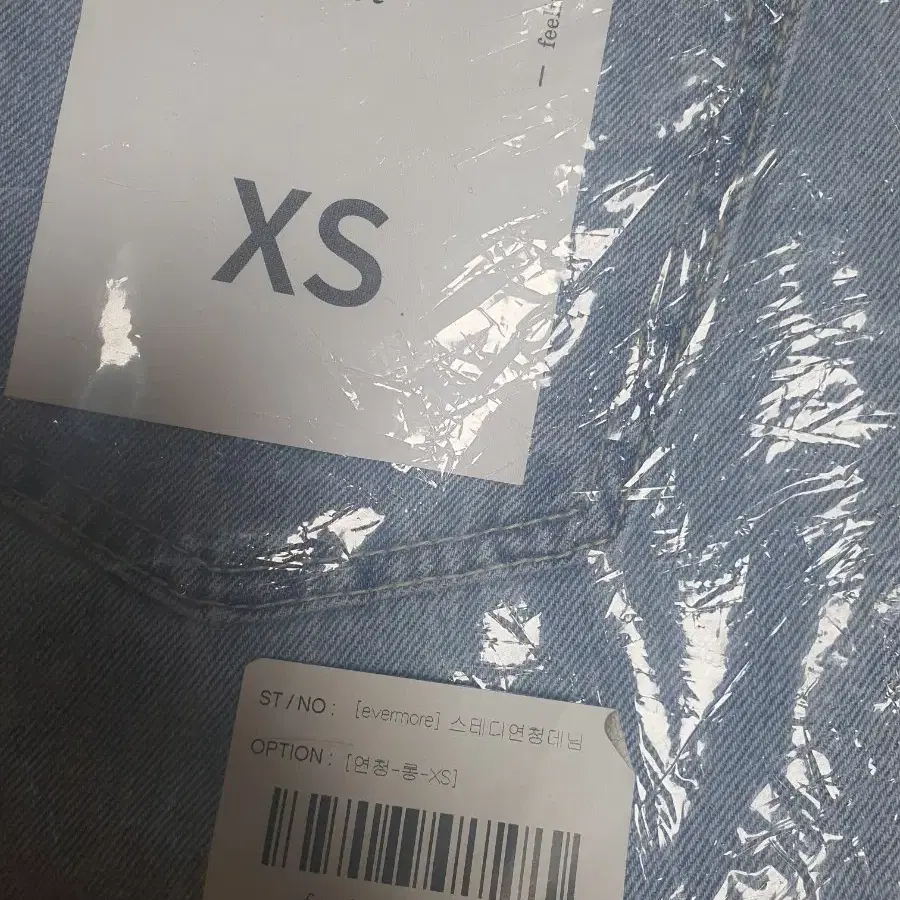 — feel
XS
ST/NO : [evermore] 스테디연청데님
OPTION : [연청-롱-XS]